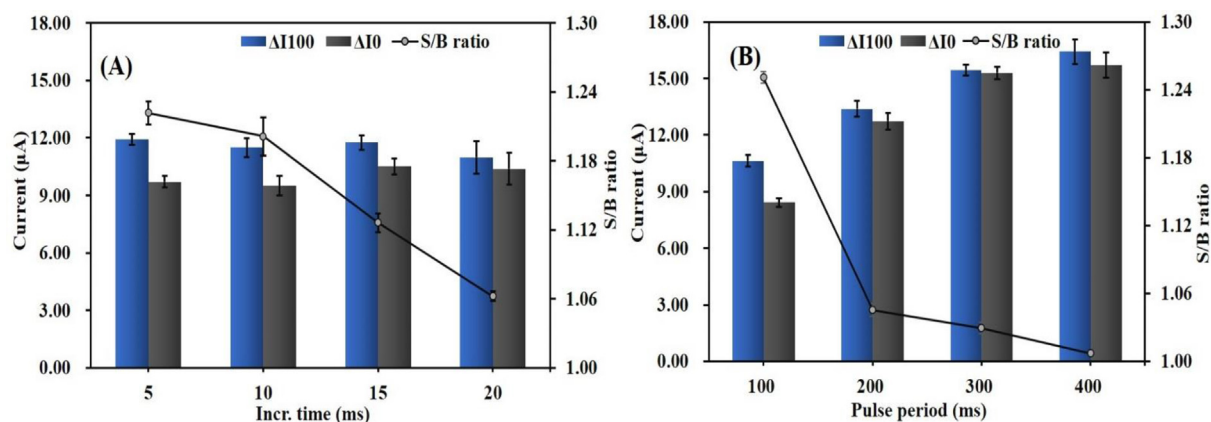 18.00
15.00
12.00
9.00
6.00
3.00
0.00
Current (µA)
(A)
ΔI100 ΔI0 S/B ratio
1.30
1.24
1.18
1.12
1.06
1.00
S/B ratio
5 10 15 20
Incr. time (ms)
18.00
15.00
12.00
9.00
6.00
3.00
0.00
Current (µA)
(B)
ΔI100 ΔI0 S/B ratio
1.30
1.24
1.18
1.12
1.06
1.00
S/B ratio
100 200 300 400
Pulse period (ms)